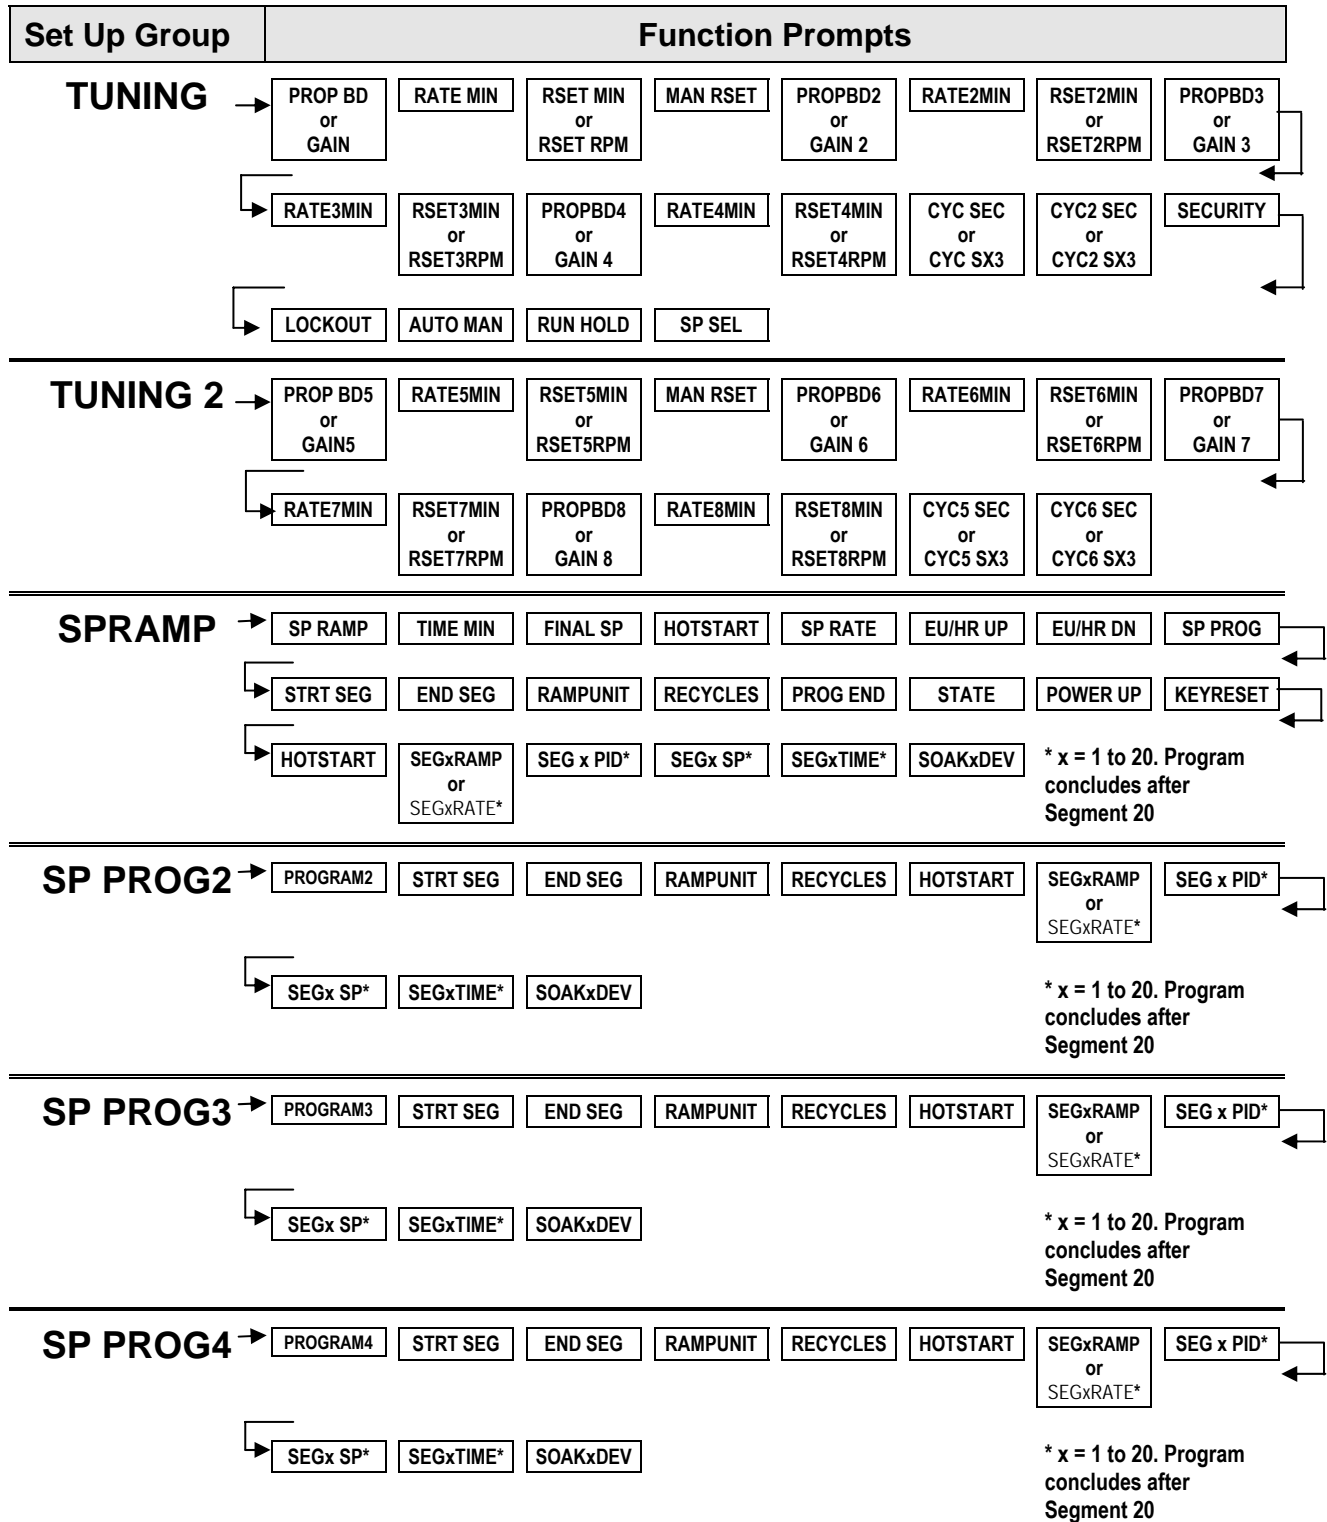 Set Up Group Function Prompts
TUNING PROP BD or GAIN RATE MIN RSET MIN or RSET RPM MAN RSET PROPBD2 or GAIN 2 RATE2MIN RSET2MIN or RSET2RPM PROPBD3 or GAIN 3
RATE3MIN RSET3MIN or RSET3RPM PROPBD4 or GAIN 4 RATE4MIN RSET4MIN or RSET4RPM CYC SEC or CYC SX3 CYC2 SEC or CYC2 SX3 SECURITY
LOCKOUT AUTO MAN RUN HOLD SP SEL
TUNING 2 PROP BD5 or GAIN5 RATE5MIN RSET5MIN or RSET5RPM MAN RSET PROPBD6 or GAIN 6 RATE6MIN RSET6MIN or RSET6RPM PROPBD7 or GAIN 7
RATE7MIN RSET7MIN or RSET7RPM PROPBD8 or GAIN 8 RATE8MIN RSET8MIN or RSET8RPM CYC5 SEC or CYC5 SX3 CYC6 SEC or CYC6 SX3
SPRAMP SP RAMP TIME MIN FINAL SP HOTSTART SP RATE EU/HR UP EU/HR DN SP PROG
STRT SEG END SEG RAMPUNIT RECYCLES PROG END STATE POWER UP KEYRESET
HOTSTART SEGxRAMP or SEGxRATE* SEG x PID* SEGx SP* SEGxTIME* SOAKxDEV * x = 1 to 20. Program
concludes after
Segment 20
SP PROG2 PROGRAM2 STRT SEG END SEG RAMPUNIT RECYCLES HOTSTART SEGxRAMP or SEGxRATE* SEG x PID*
SEGx SP* SEGxTIME* SOAKxDEV * x = 1 to 20. Program
concludes after
Segment 20
SP PROG3 PROGRAM3 STRT SEG END SEG RAMPUNIT RECYCLES HOTSTART SEGxRAMP or SEGxRATE* SEG x PID*
SEGx SP* SEGxTIME* SOAKxDEV * x = 1 to 20. Program
concludes after
Segment 20
SP PROG4 PROGRAM4 STRT SEG END SEG RAMPUNIT RECYCLES HOTSTART SEGxRAMP or SEGxRATE* SEG x PID*
SEGx SP* SEGxTIME* SOAKxDEV * x = 1 to 20. Program
concludes after
Segment 20